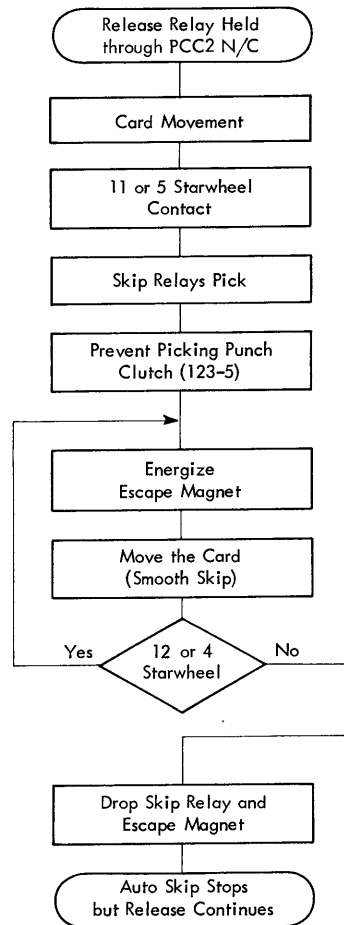 Release Relay Held
through PCC2 N/C
Card Movement
11 or 5 Starwheel
Contact
Skip Relays Pick
Prevent Picking Punch
Clutch (123-5)
Energize
Escape Magnet
Move the Card
(Smooth Skip)
Yes
12 or 4
Starwheel
No
Drop Skip Relay and
Escape Magnet
Auto Skip Stops
but Release Continues